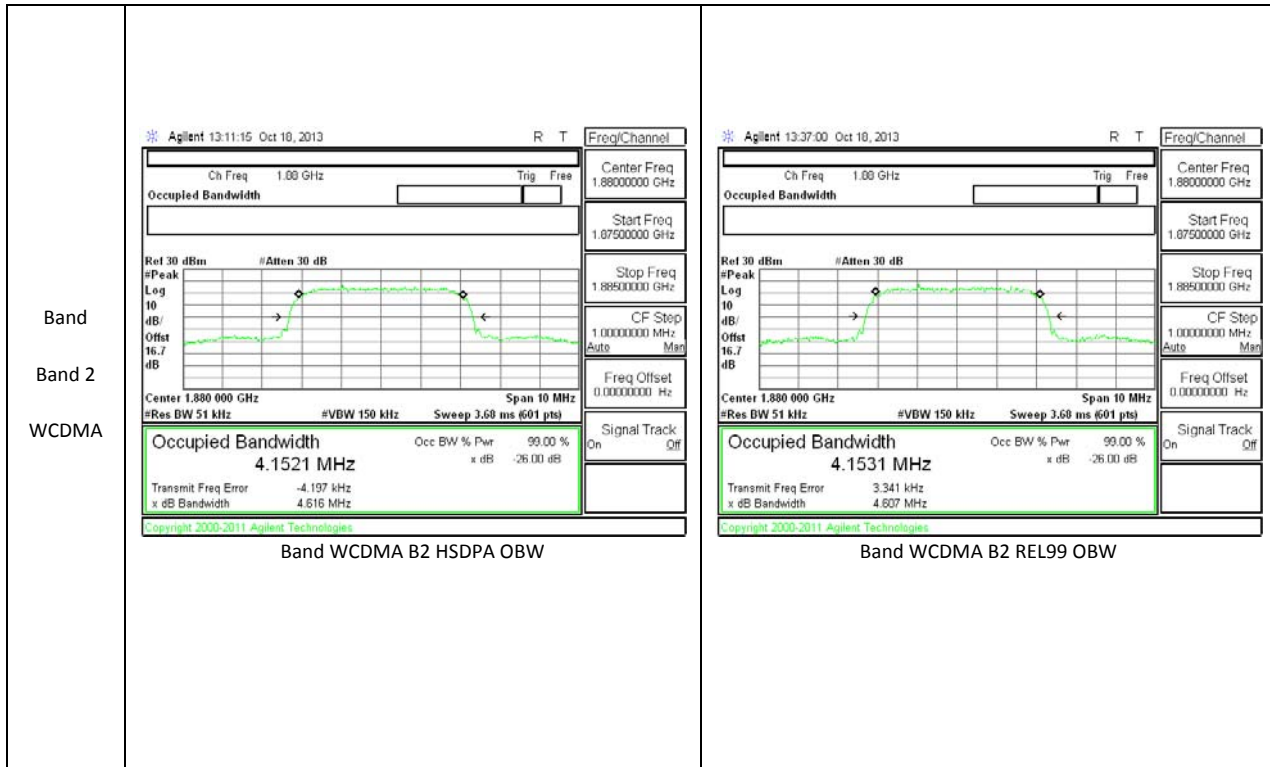 Band
Band 2
WCDMA
Agilent 13:11:15 Oct 18, 2013 R T
Freq/Channel
Ch Freq 1.88 GHz Trig Free
Occupied Bandwidth
Center Freq
1.88000000 GHz
Start Freq
1.87500000 GHz
Stop Freq
1.88500000 GHz
CF Step
1.00000000 MHz
Auto Man
Freq Offset
0.00000000 Hz
Signal Track
On Off
Ref 30 dBm #Atten 30 dB
#Peak
Log
10
dB/
Offst
16.7
dB
Center 1.880 000 GHz Span 10 MHz
#Res BW 51 kHz #VBW 150 kHz Sweep 3.68 ms (601 pts)
Occupied Bandwidth Occ BW % Pwr 99.00 %
4.1521 MHz x dB -26.00 dB
Transmit Freq Error -4.197 kHz
x dB Bandwidth 4.616 MHz
Copyright 2000-2011 Agilent Technologies
Band WCDMA B2 HSDPA OBW
Agilent 13:37:00 Oct 18, 2013 R T
Freq/Channel
Ch Freq 1.88 GHz Trig Free
Occupied Bandwidth
Center Freq
1.88000000 GHz
Start Freq
1.87500000 GHz
Stop Freq
1.88500000 GHz
CF Step
1.00000000 MHz
Auto Man
Freq Offset
0.00000000 Hz
Signal Track
On Off
Ref 30 dBm #Atten 30 dB
#Peak
Log
10
dB/
Offst
16.7
dB
Center 1.880 000 GHz Span 10 MHz
#Res BW 51 kHz #VBW 150 kHz Sweep 3.68 ms (601 pts)
Occupied Bandwidth Occ BW % Pwr 99.00 %
4.1531 MHz x dB -26.00 dB
Transmit Freq Error 3.341 kHz
x dB Bandwidth 4.607 MHz
Copyright 2000-2011 Agilent Technologies
Band WCDMA B2 REL99 OBW